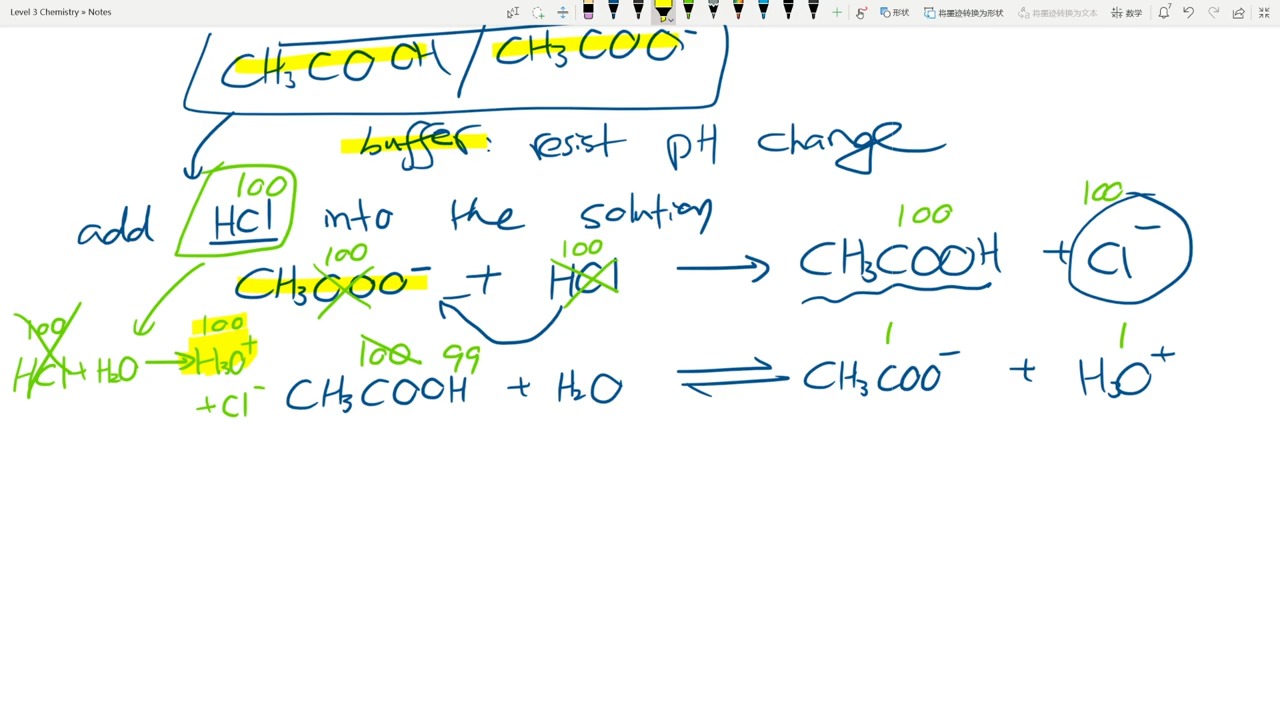 Level 3 Chemistry » Notes
形状
将墨迹转换为形状
将墨迹转换为文本
数学
CH₃COOH / CH₃COO⁻
buffer: resist pH change
100
add HCl into the solution
100 100 100 100
CH₃COO⁻ + HCl → CH₃COOH + Cl⁻
100 100
HCl + H₂O → H₃O⁺
+ Cl⁻
100 99 1 1
CH₃COOH + H₂O ⇌ CH₃COO⁻ + H₃O⁺